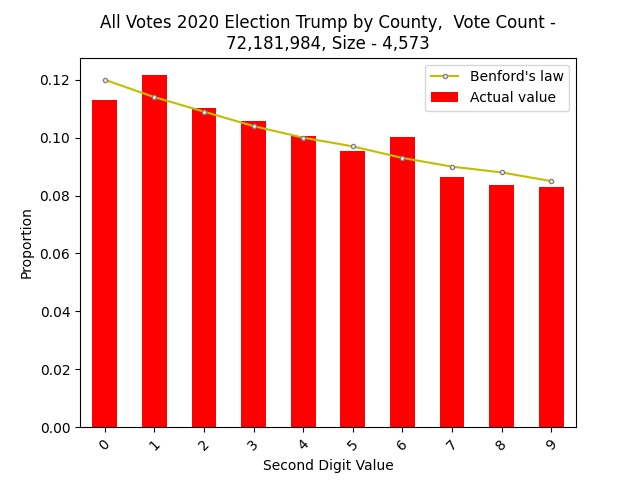 All Votes 2020 Election Trump by County,  Vote Count -
72,181,984, Size - 4,573
Benford's law
Actual value
0.12
0.10
0.08
0.06
0.04
0.02
0.00
Proportion
0 1 2 3 4 5 6 7 8 9
Second Digit Value